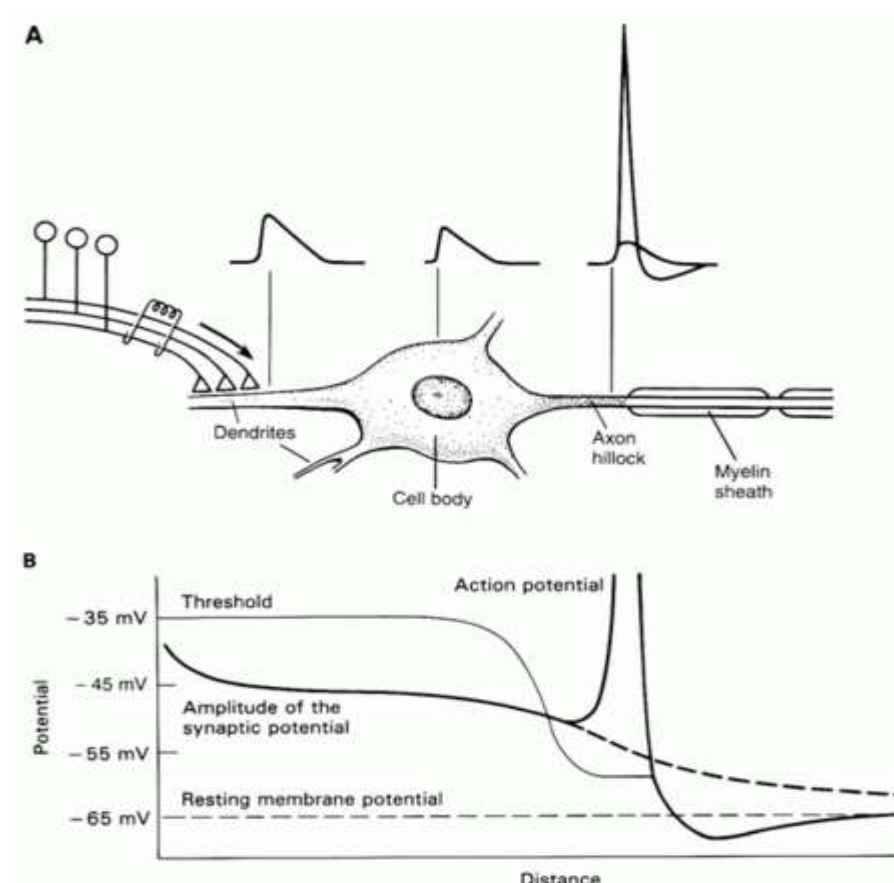 A
Dendrites
Cell body
Axon
hillock
Myelin
sheath
B
Potential
Threshold
Action potential
−35 mV
−45 mV
Amplitude of the
synaptic potential
−55 mV
Resting membrane potential
−65 mV
Distance